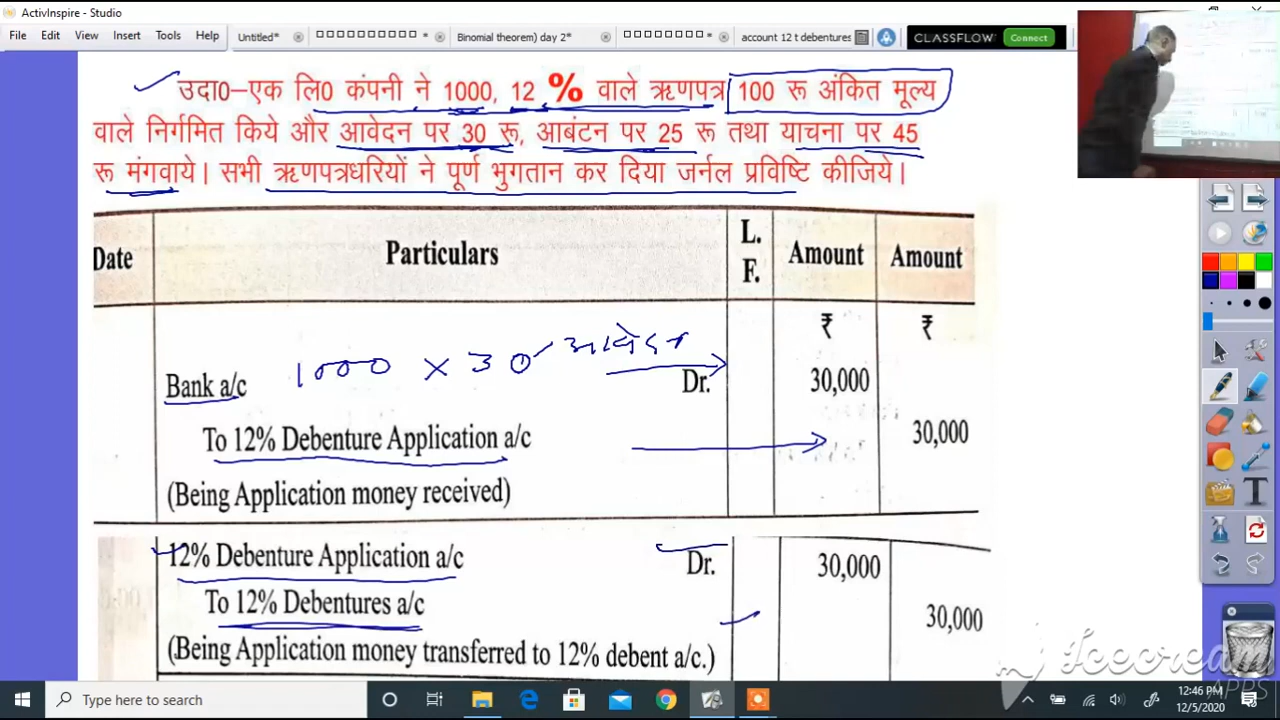 ActivInspire - Studio
File Edit View Insert Tools Help Untitled* Binomial theorem) day 2* account 12 t debentures CLASSFLOW Connect
उदा0-एक लि0 कंपनी ने 1000, 12 % वाले ऋणपत्र 100 रू अंकित मूल्य
वाले निर्गमित किये और आवेदन पर 30 रू, आबंटन पर 25 रू तथा याचना पर 45
रू मंगवाये। सभी ऋणपत्रधरियों ने पूर्ण भुगतान कर दिया जर्नल प्रविष्टि कीजिये।
Date Particulars L. F. Amount Amount
₹ ₹
1000 × 30 आवेदन
Bank a/c Dr. 30,000
To 12% Debenture Application a/c 30,000
(Being Application money received)
12% Debenture Application a/c Dr. 30,000
To 12% Debentures a/c 30,000
(Being Application money transferred to 12% debent a/c.)
Icecream
APPS
Type here to search
12:46 PM
12/5/2020